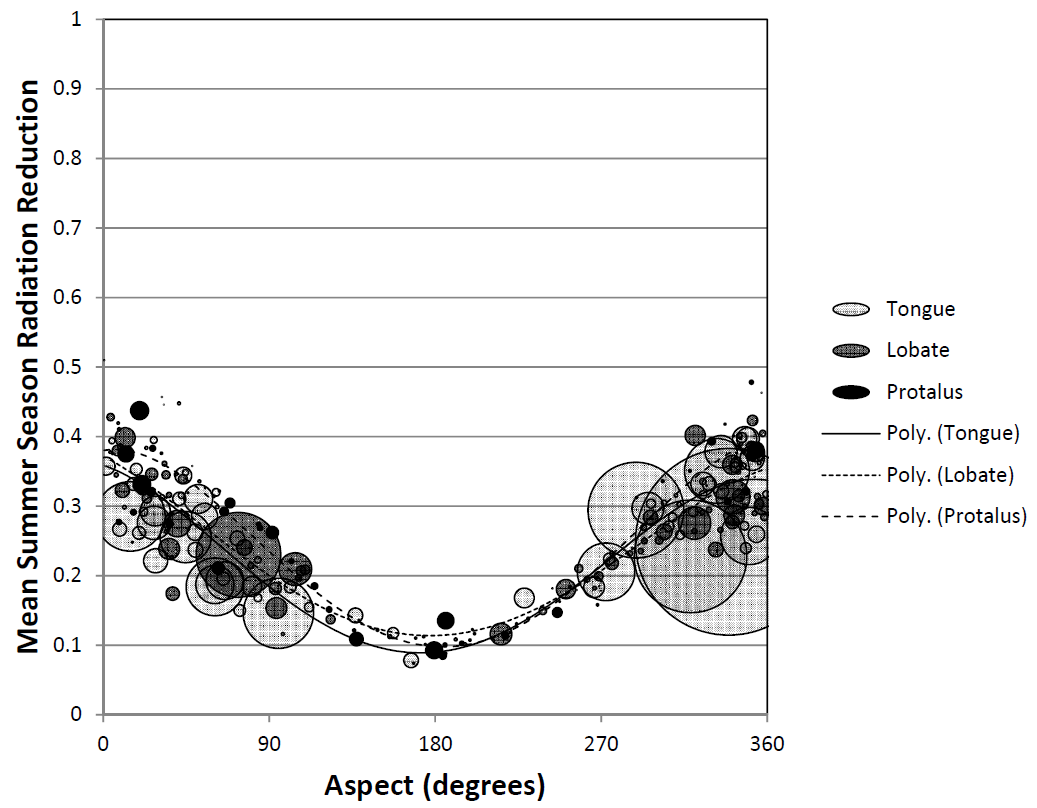 Mean Summer Season Radiation Reduction
1
0.9
0.8
0.7
0.6
0.5
0.4
0.3
0.2
0.1
0
0 90 180 270 360
Aspect (degrees)
Tongue
Lobate
Protalus
Poly. (Tongue)
Poly. (Lobate)
Poly. (Protalus)